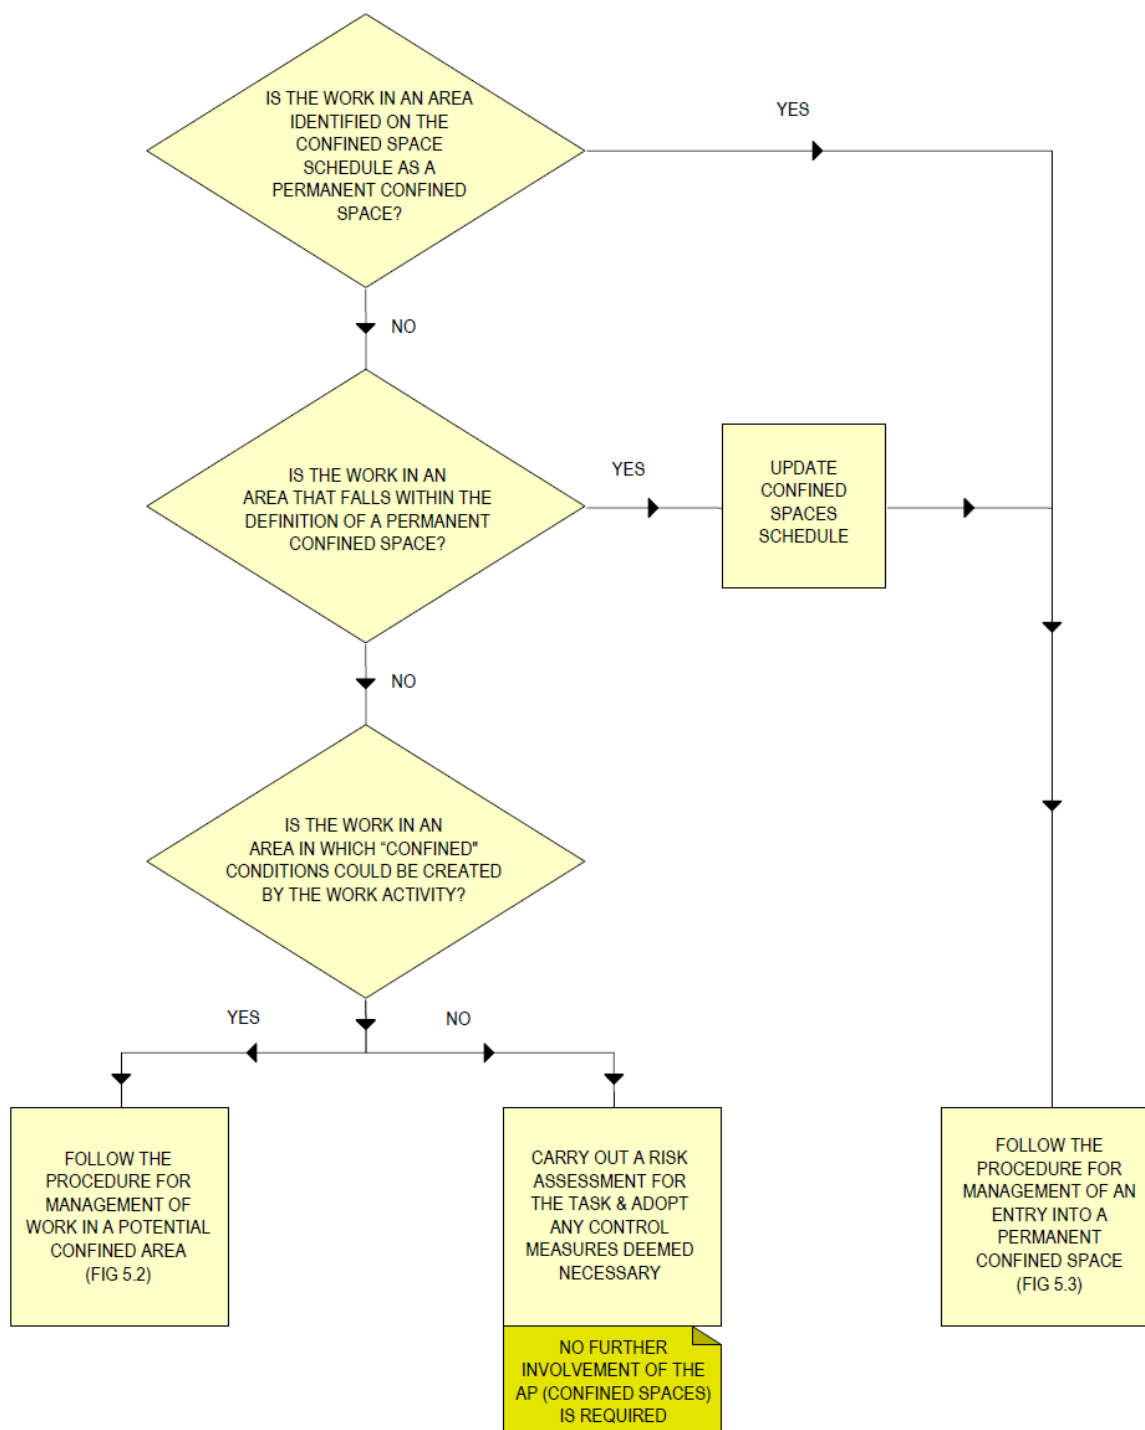 IS THE WORK IN AN AREA
IDENTIFIED ON THE
CONFINED SPACE
SCHEDULE AS A
PERMANENT CONFINED
SPACE?
YES
NO
IS THE WORK IN AN
AREA THAT FALLS WITHIN THE
DEFINITION OF A PERMANENT
CONFINED SPACE?
YES
UPDATE
CONFINED
SPACES
SCHEDULE
NO
IS THE WORK IN AN
AREA IN WHICH “CONFINED"
CONDITIONS COULD BE CREATED
BY THE WORK ACTIVITY?
YES
NO
FOLLOW THE
PROCEDURE FOR
MANAGEMENT OF
WORK IN A POTENTIAL
CONFINED AREA
(FIG 5.2)
CARRY OUT A RISK
ASSESSMENT FOR
THE TASK & ADOPT
ANY CONTROL
MEASURES DEEMED
NECESSARY
FOLLOW THE
PROCEDURE FOR
MANAGEMENT OF AN
ENTRY INTO A
PERMANENT
CONFINED SPACE
(FIG 5.3)
NO FURTHER
INVOLVEMENT OF THE
AP (CONFINED SPACES)
IS REQUIRED